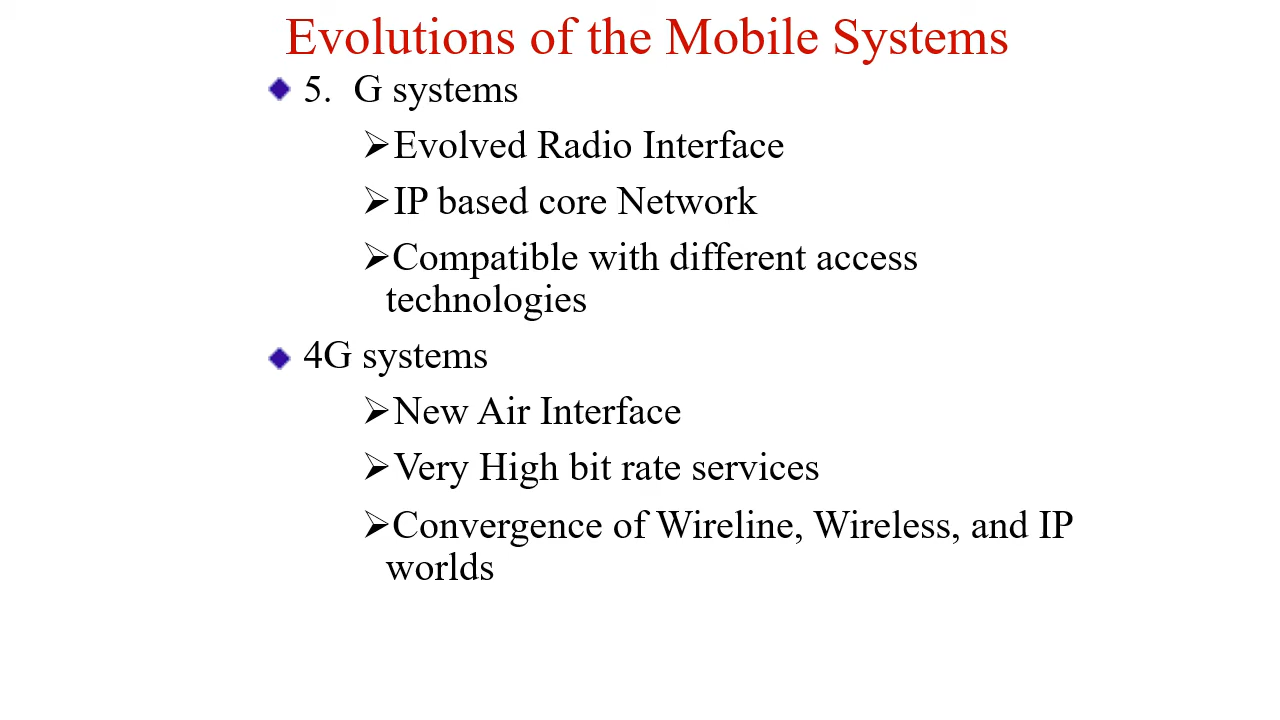 Evolutions of the Mobile Systems
5. G systems
Evolved Radio Interface
IP based core Network
Compatible with different access
technologies
4G systems
New Air Interface
Very High bit rate services
Convergence of Wireline, Wireless, and IP
worlds